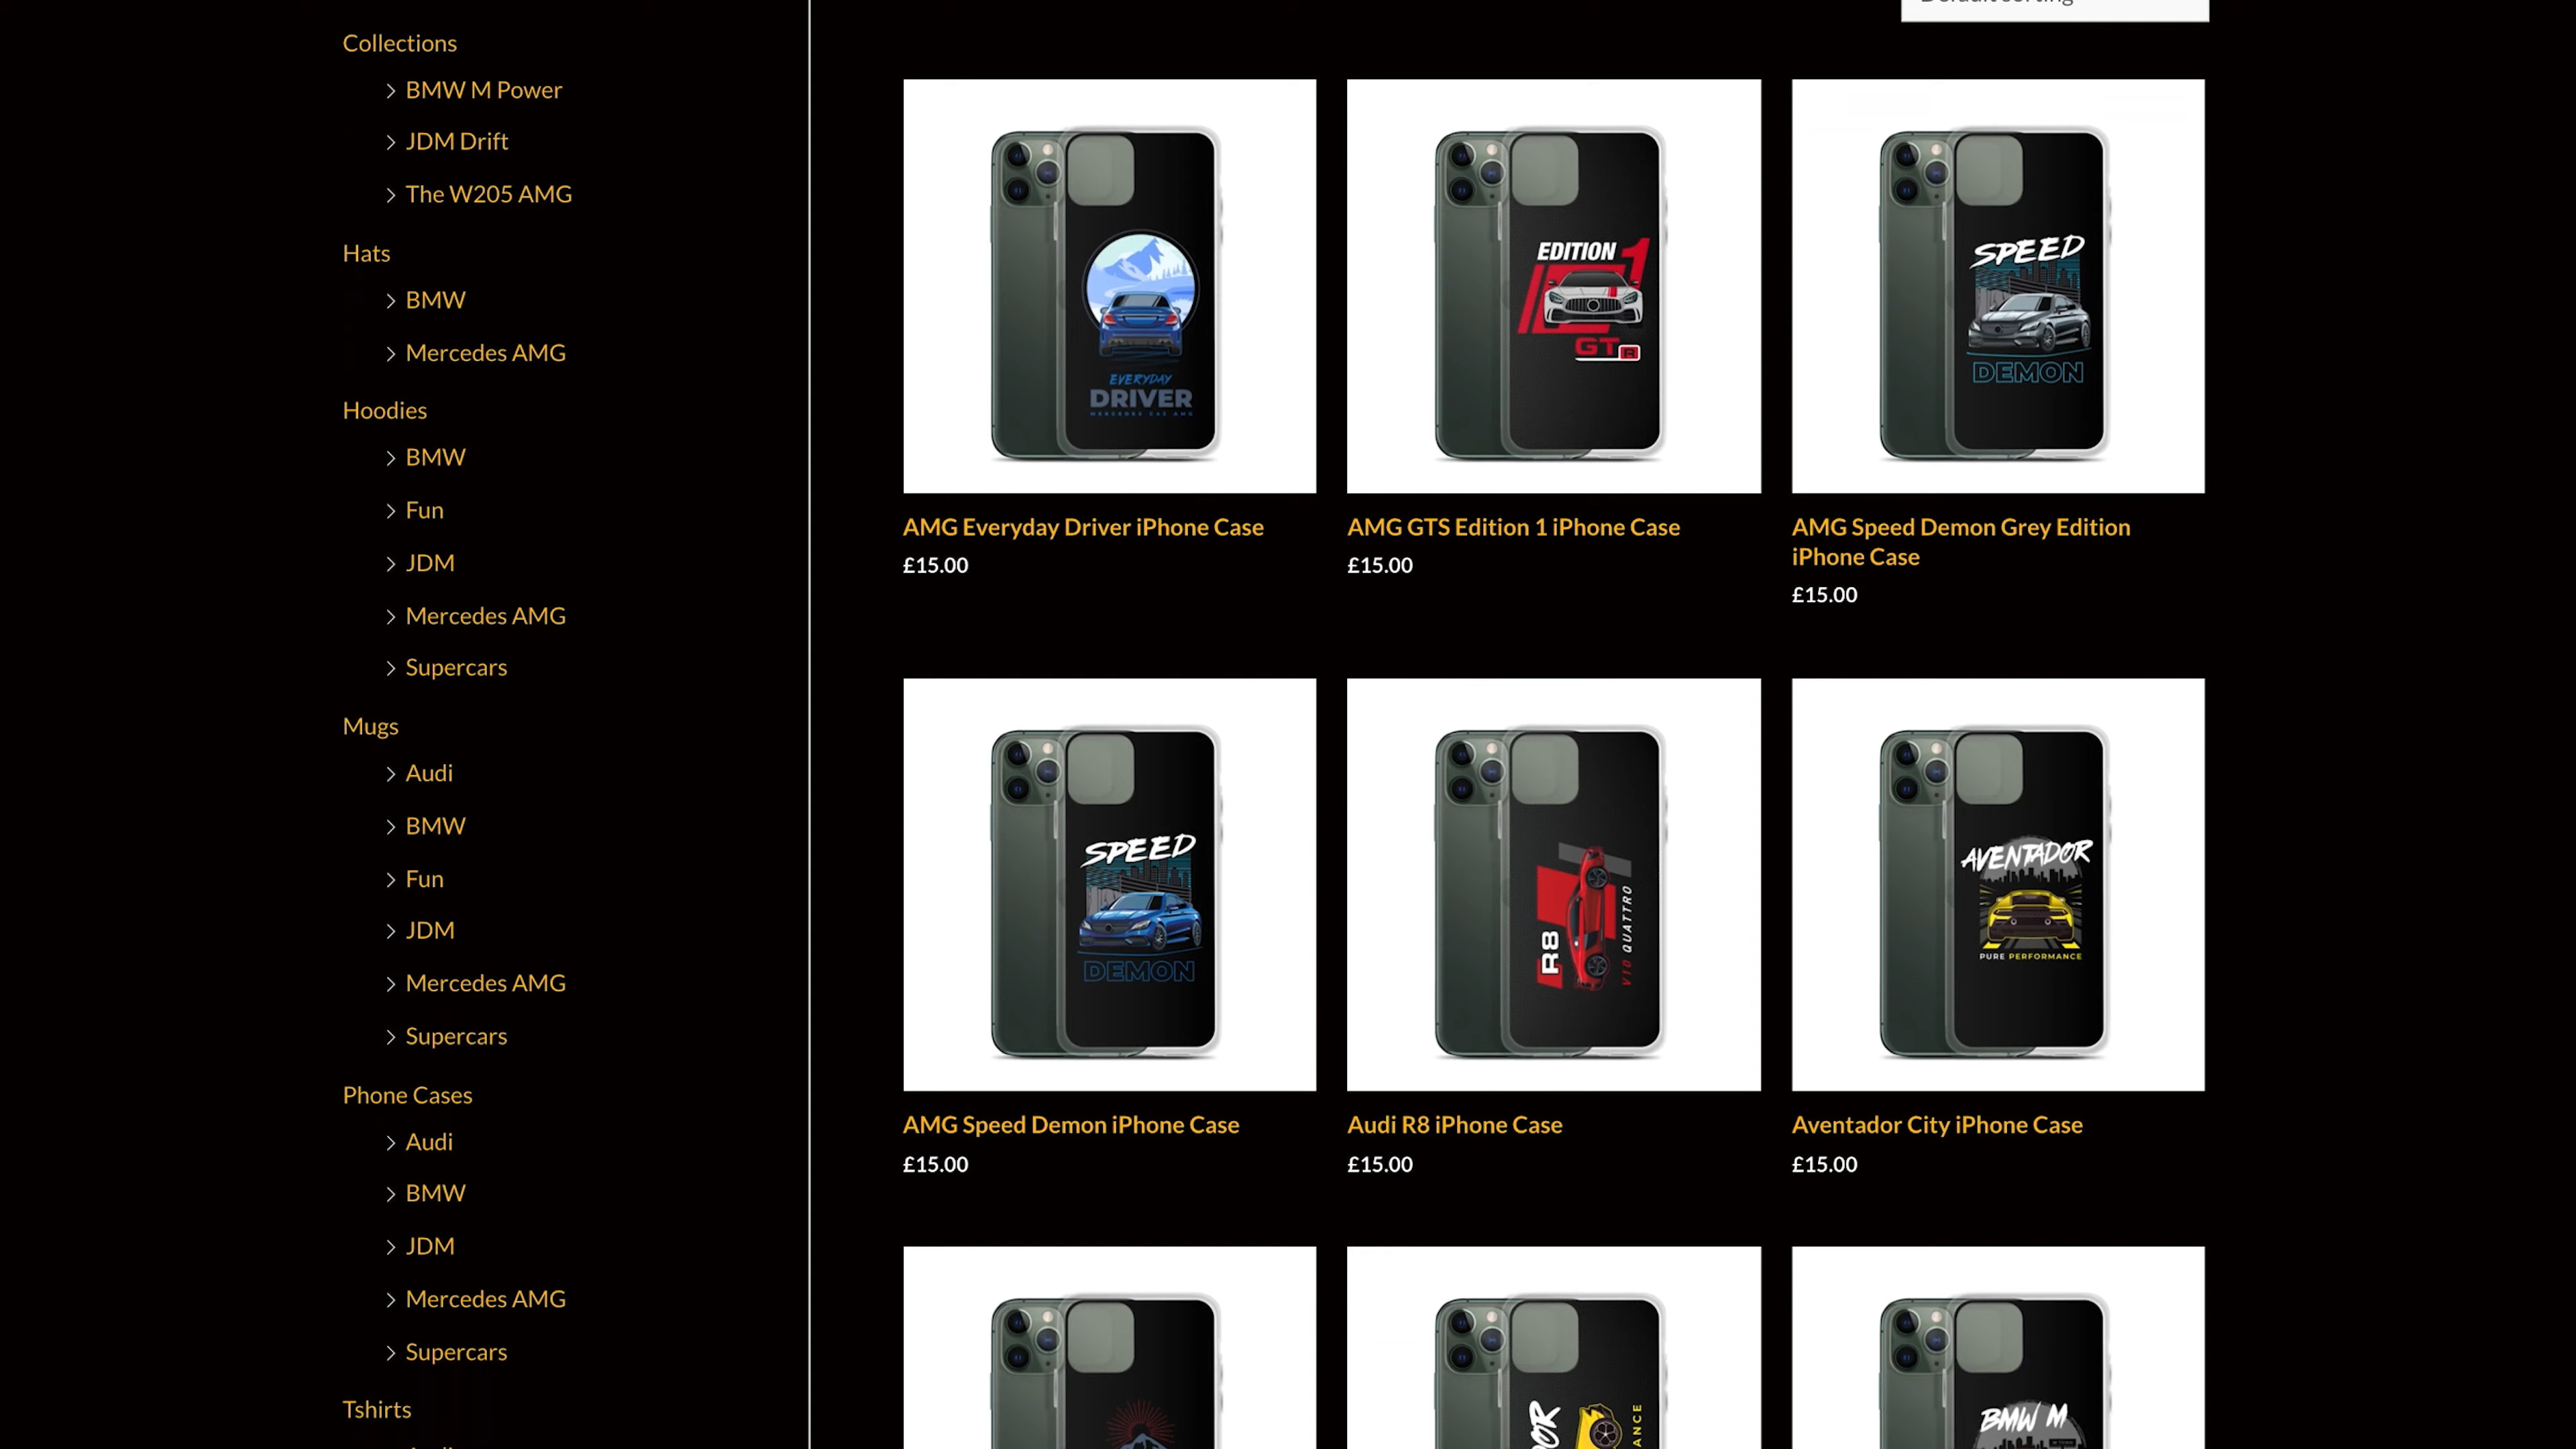 Default sorting
Collections
BMW M Power
JDM Drift
The W205 AMG
Hats
BMW
Mercedes AMG
Hoodies
BMW
Fun
JDM
Mercedes AMG
Supercars
Mugs
Audi
BMW
Fun
JDM
Mercedes AMG
Supercars
Phone Cases
Audi
BMW
JDM
Mercedes AMG
Supercars
Tshirts
EVERYDAY
DRIVER
MERCEDES C63 AMG
AMG Everyday Driver iPhone Case
£15.00
EDITION 1
GT R
AMG GTS Edition 1 iPhone Case
£15.00
SPEED
DEMON
AMG Speed Demon Grey Edition
iPhone Case
£15.00
SPEED
DEMON
AMG Speed Demon iPhone Case
£15.00
R8
V10 QUATTRO
Audi R8 iPhone Case
£15.00
AVENTADOR
PURE PERFORMANCE
Aventador City iPhone Case
£15.00
BMW M